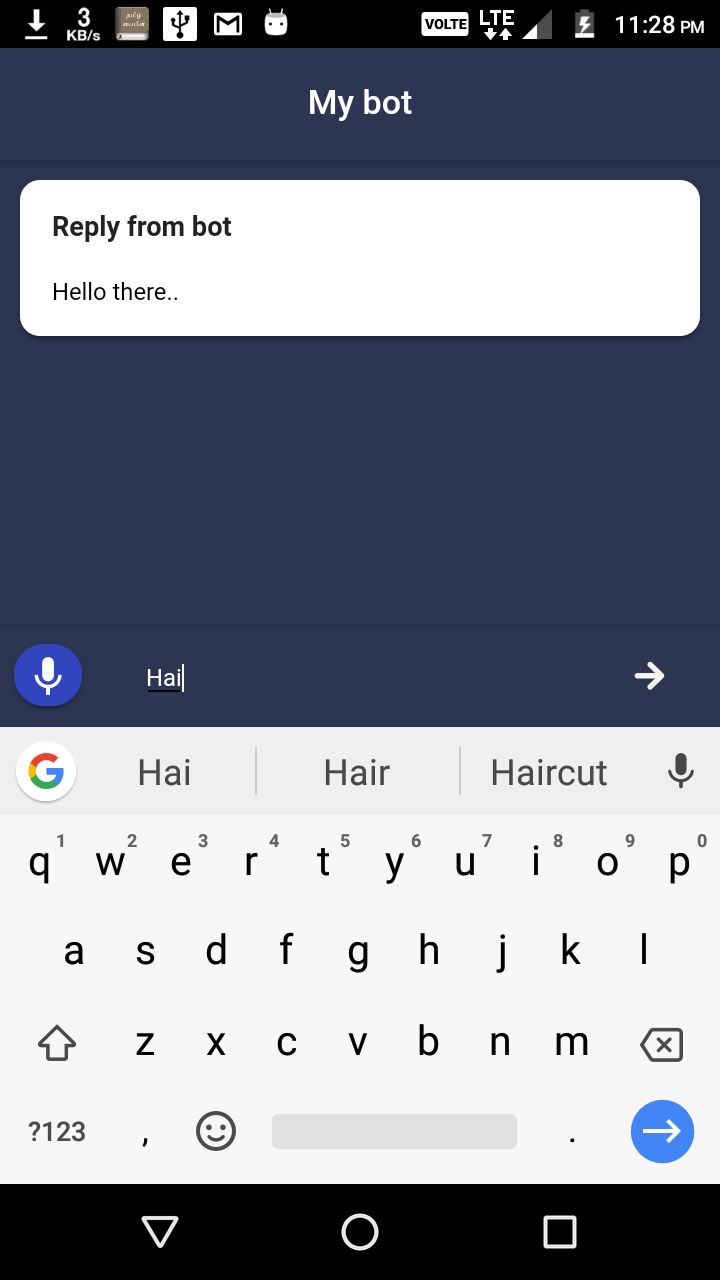 3
KB/s
VOLTE
LTE
11:28 PM
My bot
Reply from bot
Hello there..
Hai
Hai Hair Haircut
1 2 3 4 5 6 7 8 9 0
q w e r t y u i o p
a s d f g h j k l
z x c v b n m
?123 , .